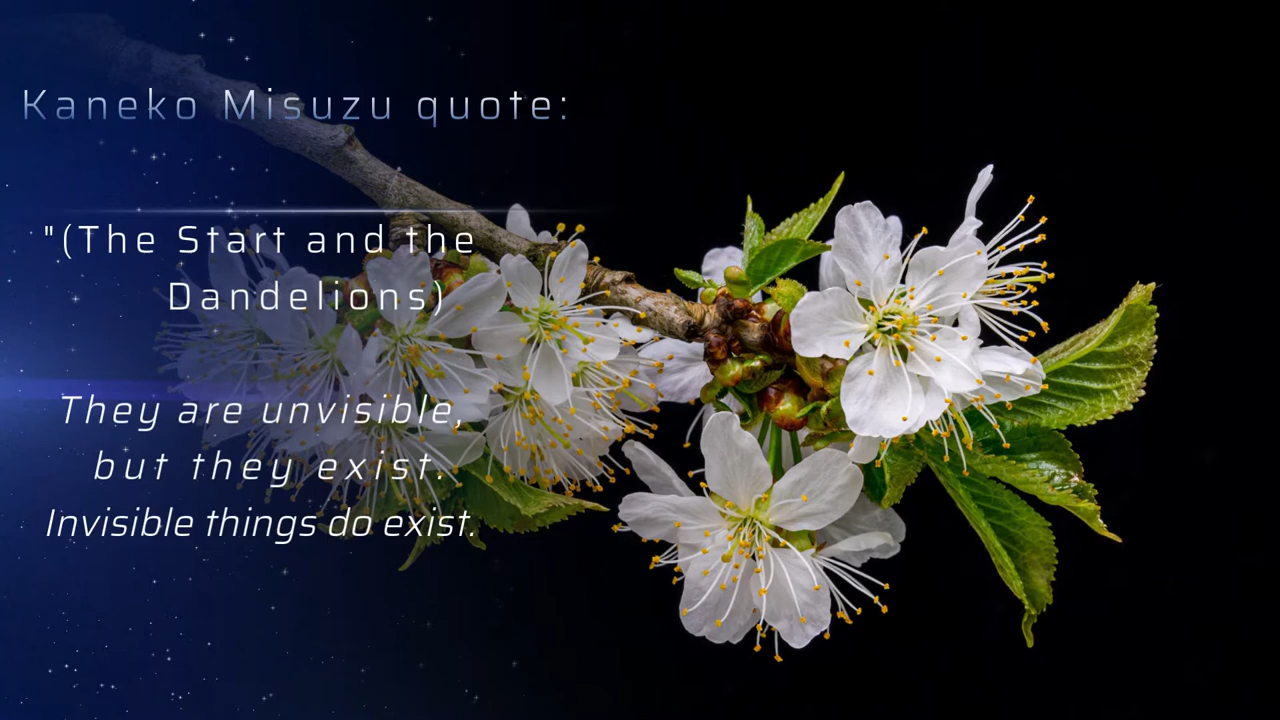 Kaneko Misuzu quote:
"(The Start and the
Dandelions)
They are unvisible,
but they exist.
Invisible things do exist.